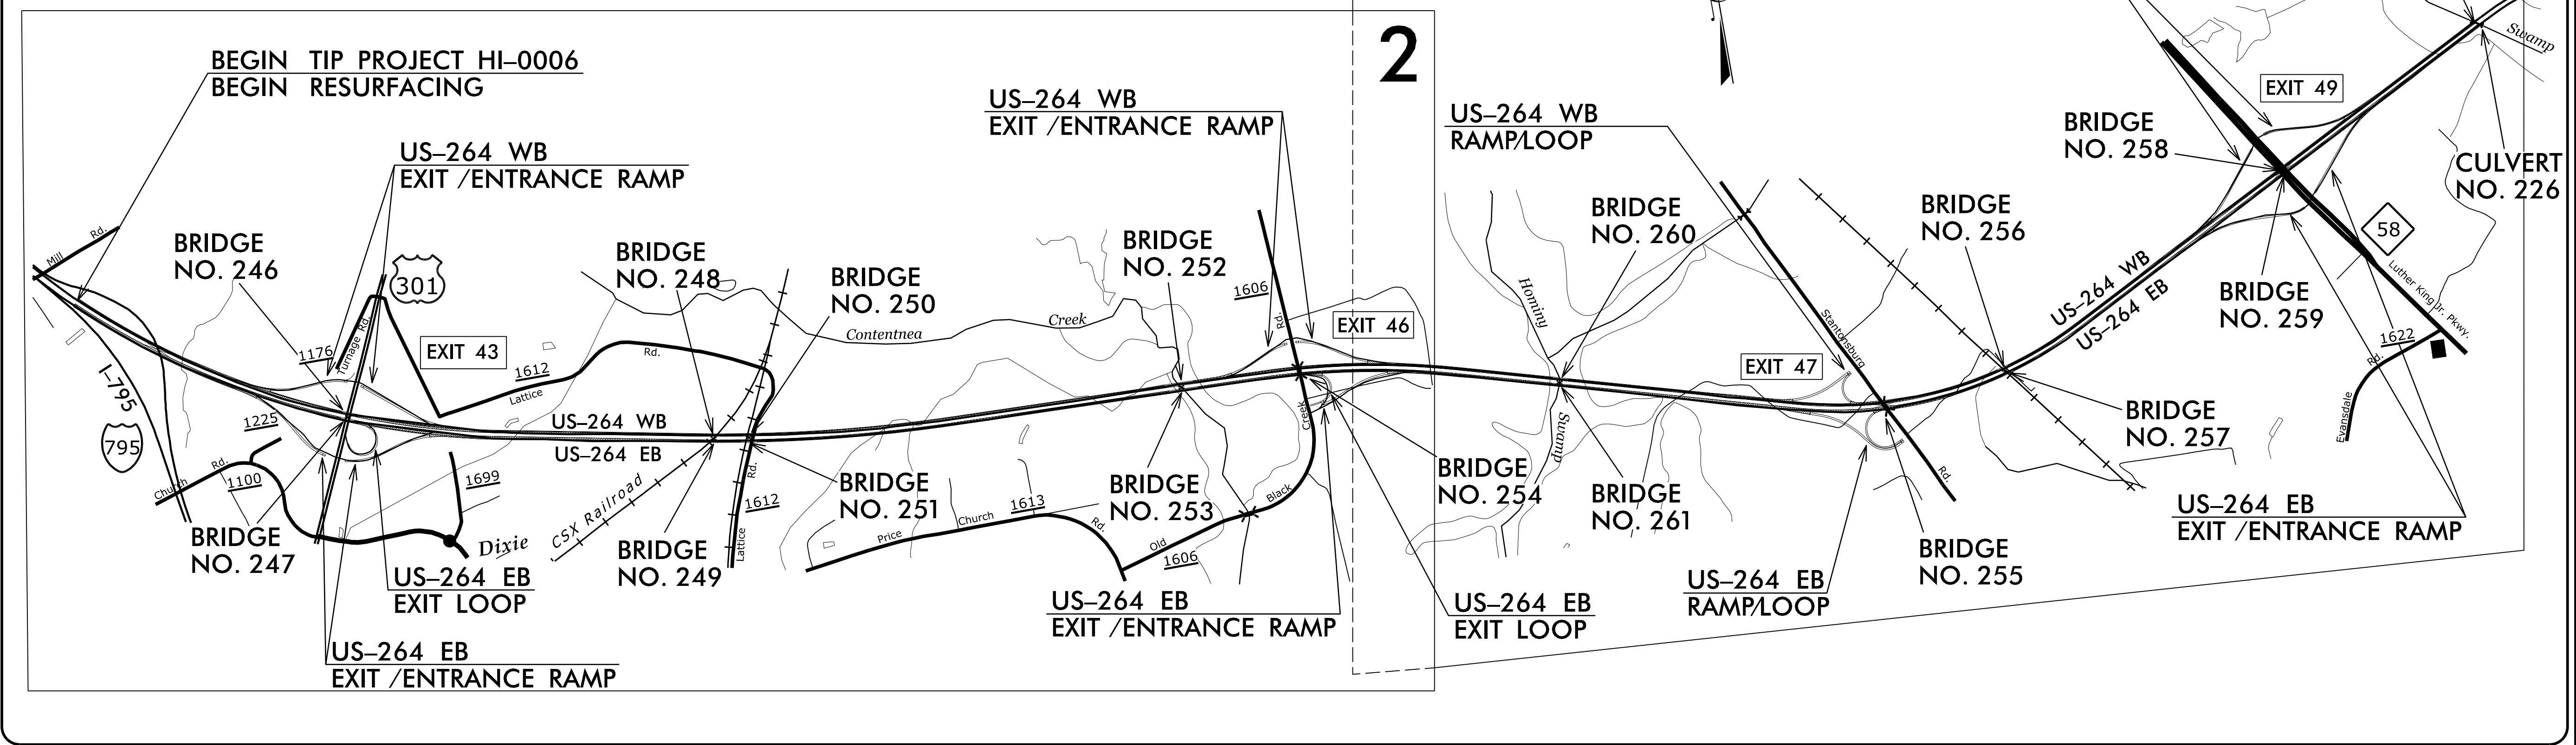 BEGIN TIP PROJECT HI–0006
BEGIN RESURFACING
2
US–264 WB
EXIT /ENTRANCE RAMP
US–264 WB
EXIT /ENTRANCE RAMP
US–264 WB
RAMP/LOOP
EXIT 49
Swamp
BRIDGE
NO. 258
CULVERT
NO. 226
Mill Rd.
BRIDGE
NO. 246
301
BRIDGE
NO. 248
BRIDGE
NO. 250
BRIDGE
NO. 252
1606
Rd.
EXIT 46
BRIDGE
NO. 260
BRIDGE
NO. 256
58
Luther King Jr. Pkwy.
Hominy
Swamp
Stantonsburg
Rd.
US–264 WB
US–264 EB
BRIDGE
NO. 259
1622
Evansdale
Rd.
I–795
795
1176
Turnage Rd.
EXIT 43
1612
Lattice
Rd.
Contentnea
Creek
EXIT 47
1225
US–264 WB
US–264 EB
Church
Rd.
1100
1699
Dixie
CSX Railroad
Rd.
1612
Lattice
Price
Church
1613
Rd.
Old
1606
Black
Creek
BRIDGE
NO. 247
BRIDGE
NO. 249
BRIDGE
NO. 251
BRIDGE
NO. 253
BRIDGE
NO. 254
BRIDGE
NO. 261
BRIDGE
NO. 257
BRIDGE
NO. 255
US–264 EB
EXIT /ENTRANCE RAMP
US–264 EB
EXIT LOOP
US–264 EB
EXIT /ENTRANCE RAMP
US–264 EB
EXIT /ENTRANCE RAMP
US–264 EB
EXIT LOOP
US–264 EB
RAMP/LOOP